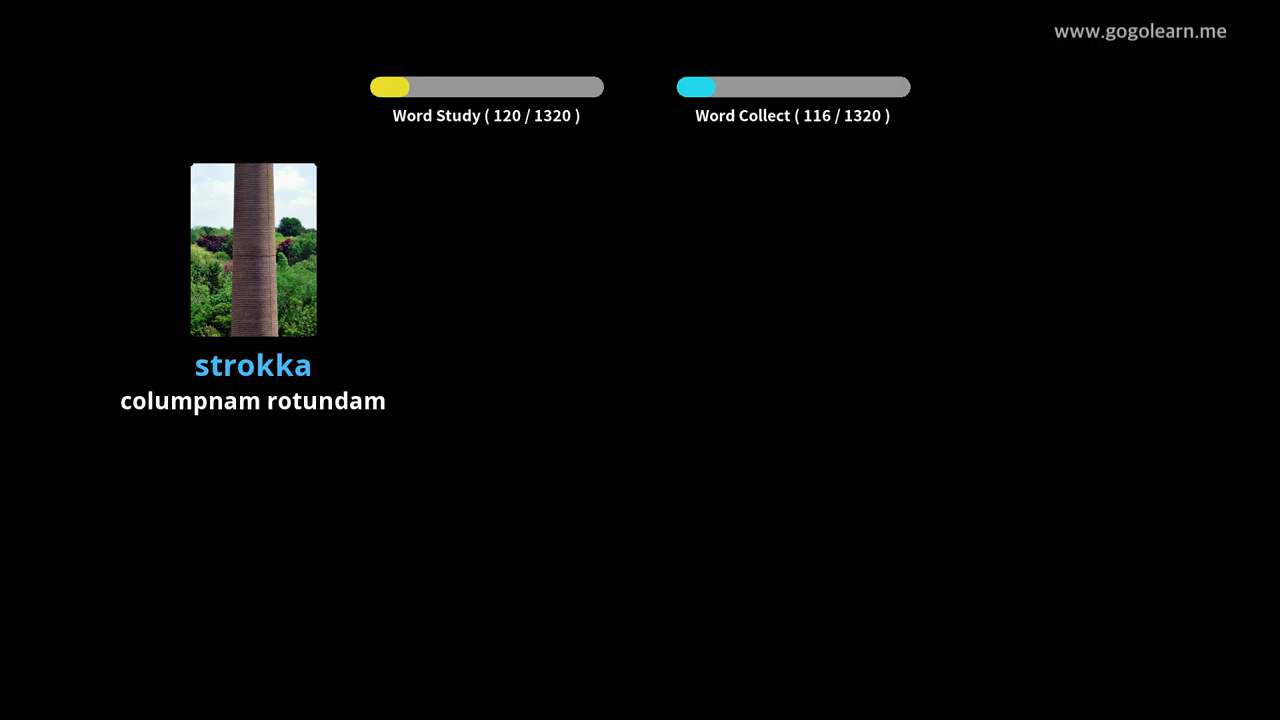 www.gogolearn.me
Word Study ( 120 / 1320 )
Word Collect ( 116 / 1320 )
strokka
columpnam rotundam